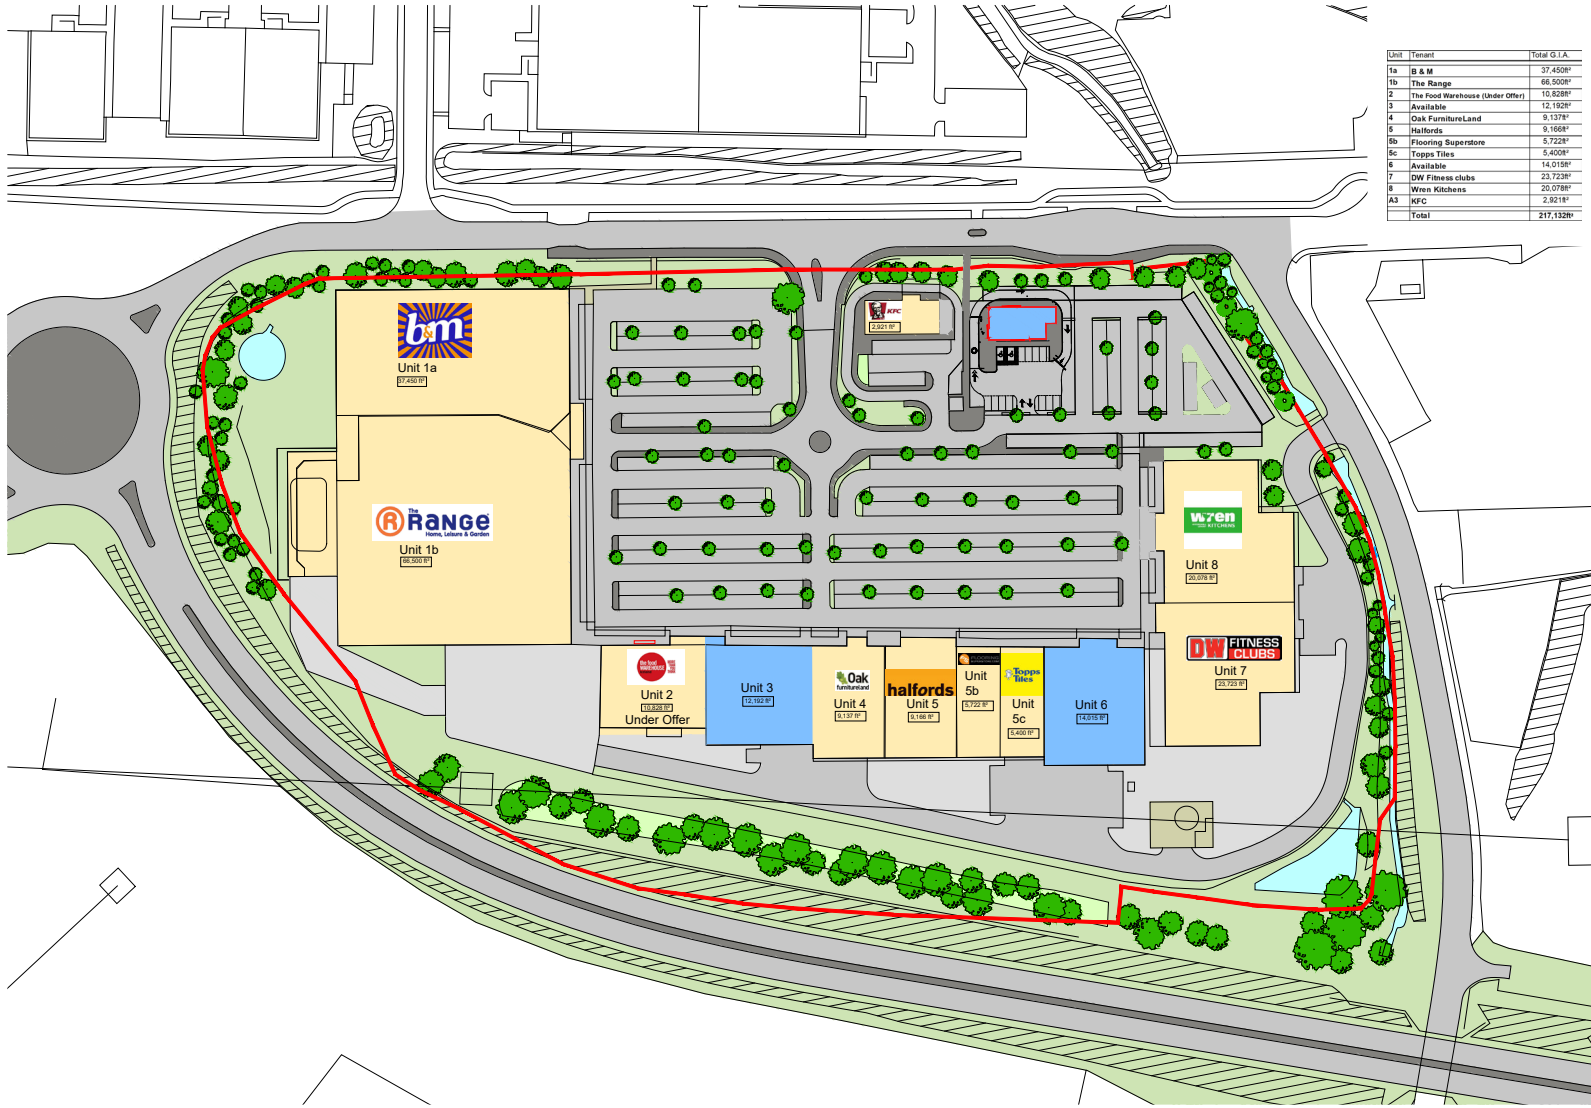 Unit Tenant Total G.I.A.
1a B & M 37,450ft²
1b The Range 66,500ft²
2 The Food Warehouse (Under Offer) 10,828ft²
3 Available 12,192ft²
4 Oak FurnitureLand 9,137ft²
5 Halfords 9,166ft²
5b Flooring Superstore 5,722ft²
5c Topps Tiles 5,400ft²
6 Available 14,015ft²
7 DW Fitness clubs 23,723ft²
8 Wren Kitchens 20,078ft²
A3 KFC 2,921ft²
Total 217,132ft²
b&m
Unit 1a
37,450 ft²
KFC
2,921 ft²
The
RANGE
Home, Leisure & Garden
Unit 1b
66,500 ft²
wren
KITCHENS
Unit 8
20,078 ft²
DW FITNESS
CLUBS
Unit 7
23,723 ft²
the food
WAREHOUSE
Unit 2
10,828 ft²
Under Offer
Unit 3
12,192 ft²
Oak
furnitureland
Unit 4
9,137 ft²
halfords
Unit 5
9,166 ft²
Unit
5b
5,722 ft²
Topps
Tiles
Unit
5c
5,400 ft²
Unit 6
14,015 ft²